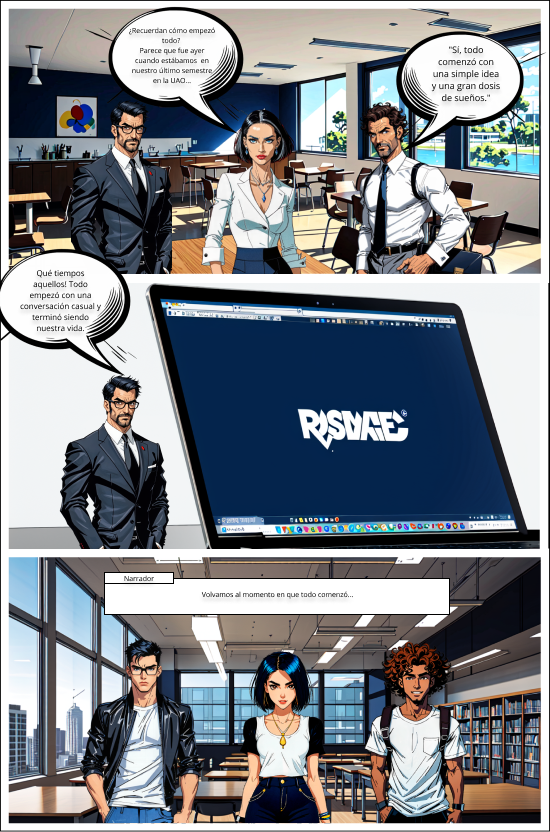 ¿Recuerdan cómo empezó
todo?
Parece que fue ayer
cuando estábamos en
nuestro último semestre
en la UAO...
"Sí, todo
comenzó con
una simple idea
y una gran dosis
de sueños."
Qué tiempos
aquellos! Todo
empezó con una
conversación casual y
terminó siendo
nuestra vida.
Narrador
Volvamos al momento en que todo comenzó...